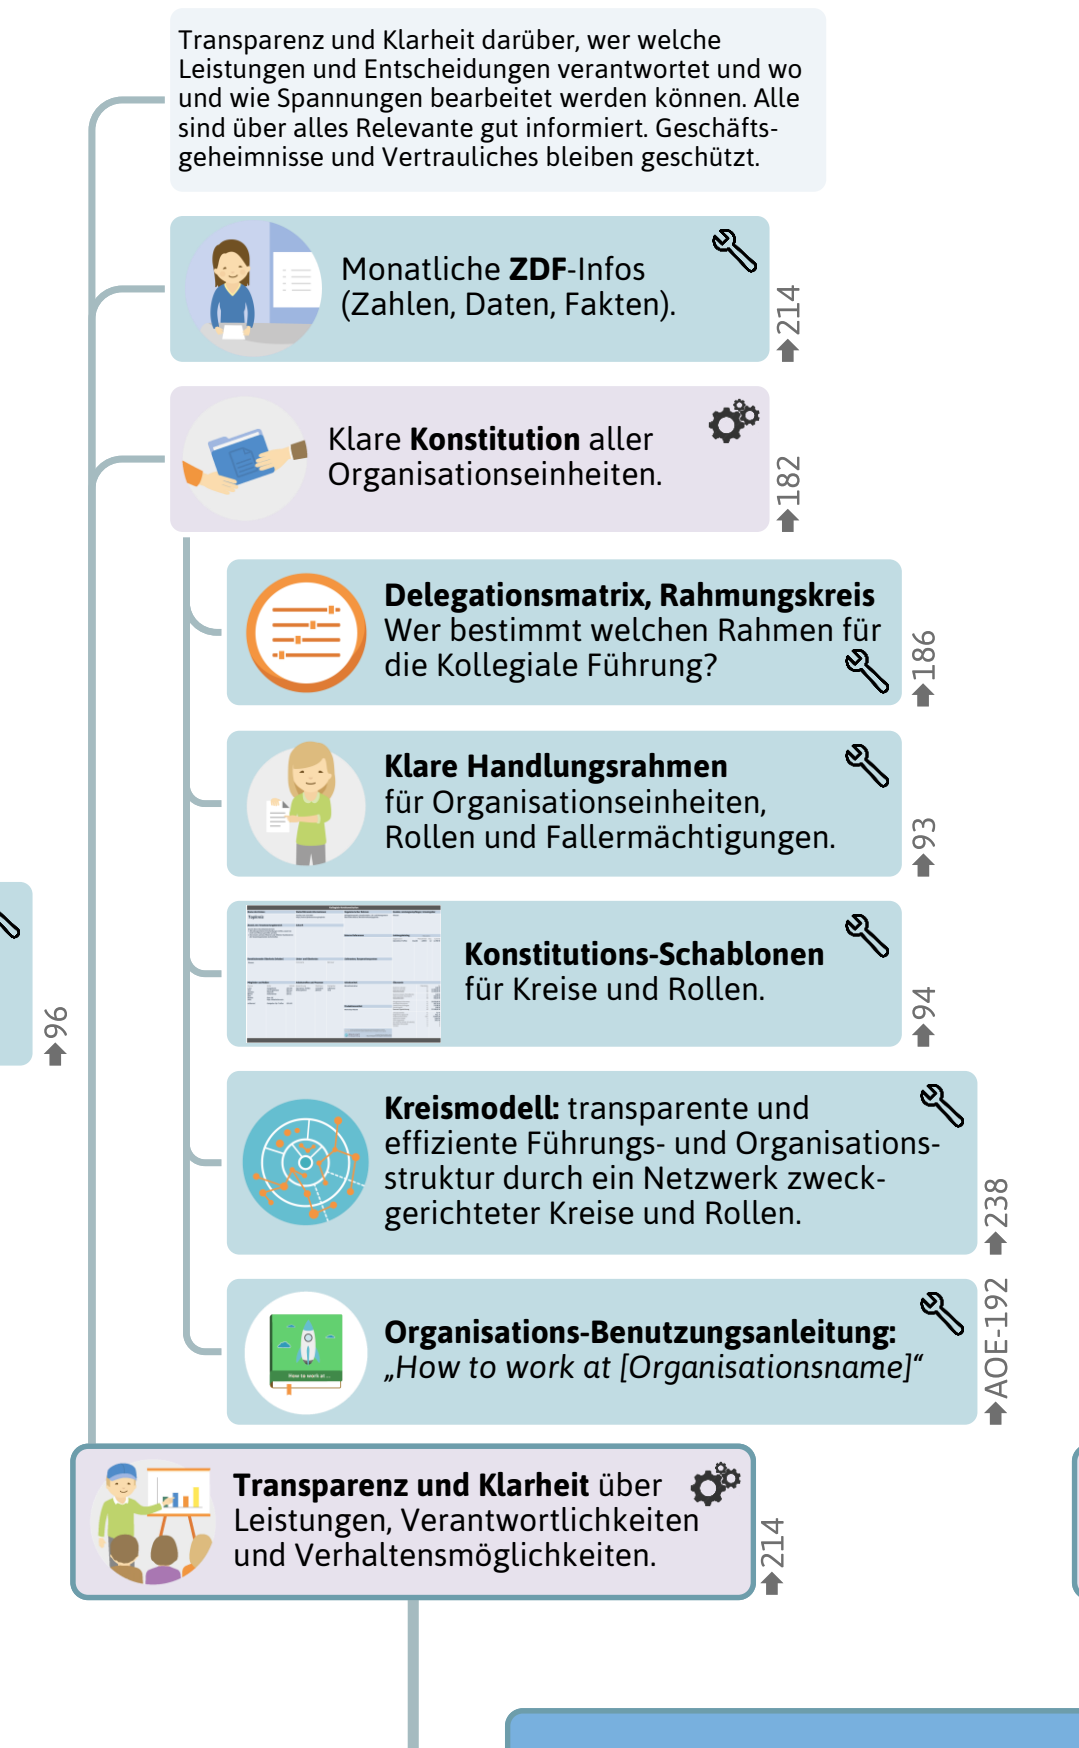 Transparenz und Klarheit darüber, wer welche
Leistungen und Entscheidungen verantwortet und wo
und wie Spannungen bearbeitet werden können. Alle
sind über alles Relevante gut informiert. Geschäfts-
geheimnisse und Vertrauliches bleiben geschützt.
Monatliche ZDF-Infos
(Zahlen, Daten, Fakten).
214
Klare Konstitution aller
Organisationseinheiten.
182
Delegationsmatrix, Rahmungskreis
Wer bestimmt welchen Rahmen für
die Kollegiale Führung?
186
Klare Handlungsrahmen
für Organisationseinheiten,
Rollen und Fallermächtigungen.
93
Konstitutions-Schablonen
für Kreise und Rollen.
94
96
Kreismodell: transparente und
effiziente Führungs- und Organisations-
struktur durch ein Netzwerk zweck-
gerichteter Kreise und Rollen.
238
How to work at ...
Organisations-Benutzungsanleitung:
„How to work at [Organisationsname]“
AOE-192
Transparenz und Klarheit über
Leistungen, Verantwortlichkeiten
und Verhaltensmöglichkeiten.
214